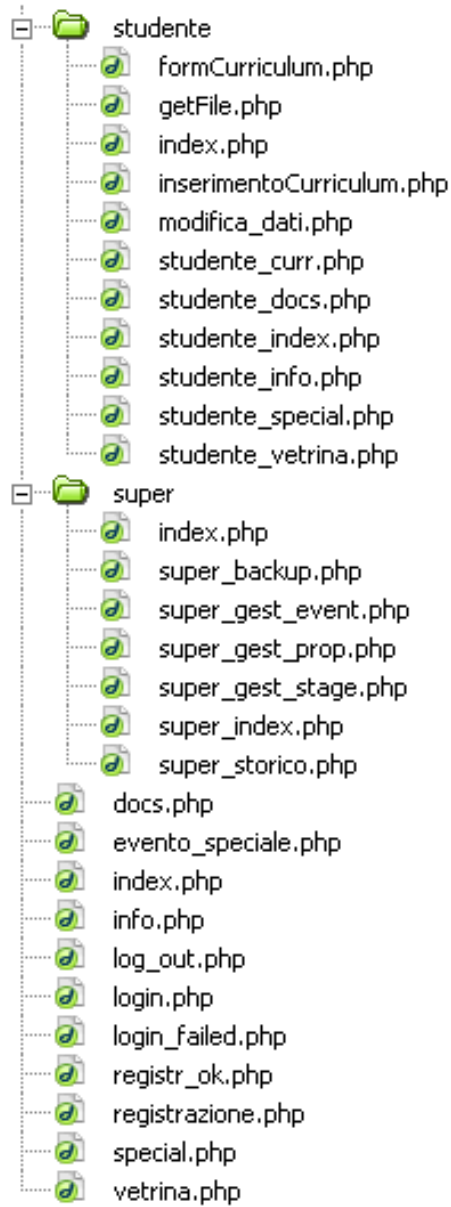 studente
formCurriculum.php
getFile.php
index.php
inserimentoCurriculum.php
modifica_dati.php
studente_curr.php
studente_docs.php
studente_index.php
studente_info.php
studente_special.php
studente_vetrina.php
super
index.php
super_backup.php
super_gest_event.php
super_gest_prop.php
super_gest_stage.php
super_index.php
super_storico.php
docs.php
evento_speciale.php
index.php
info.php
log_out.php
login.php
login_failed.php
registr_ok.php
registrazione.php
special.php
vetrina.php